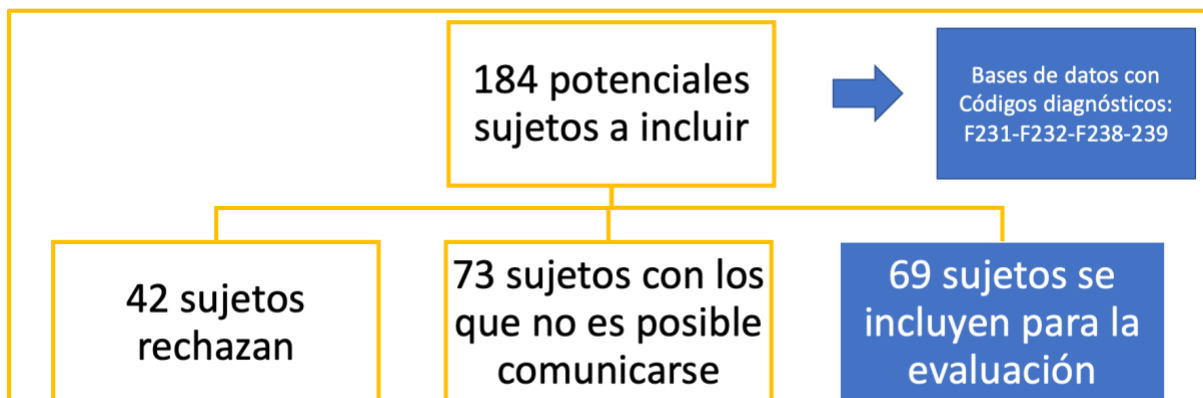 184 potenciales
sujetos a incluir
Bases de datos con
Códigos diagnósticos:
F231-F232-F238-239
42 sujetos
rechazan
73 sujetos con los
que no es posible
comunicarse
69 sujetos se
incluyen para la
evaluación